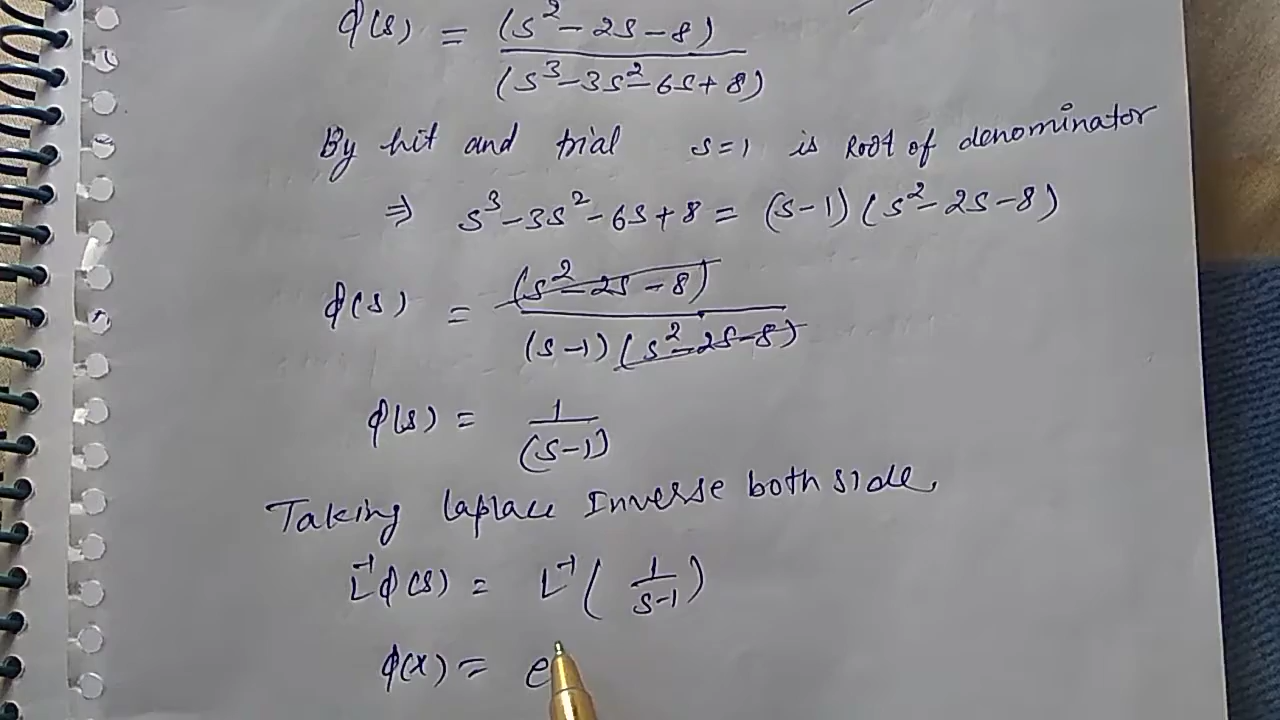 ϕ(s) = (s²-2s-8) / (s³-3s²-6s+8)
By hit and trial s=1 is Root of denominator
⇒ s³-3s²-6s+8 = (s-1)(s²-2s-8)
ϕ(s) = (s²-2s-8) / (s-1)(s²-2s-8)
ϕ(s) = 1 / (s-1)
Taking laplace Inverse both side,
L⁻¹ϕ(s) = L⁻¹(1/s-1)
ϕ(x) = e